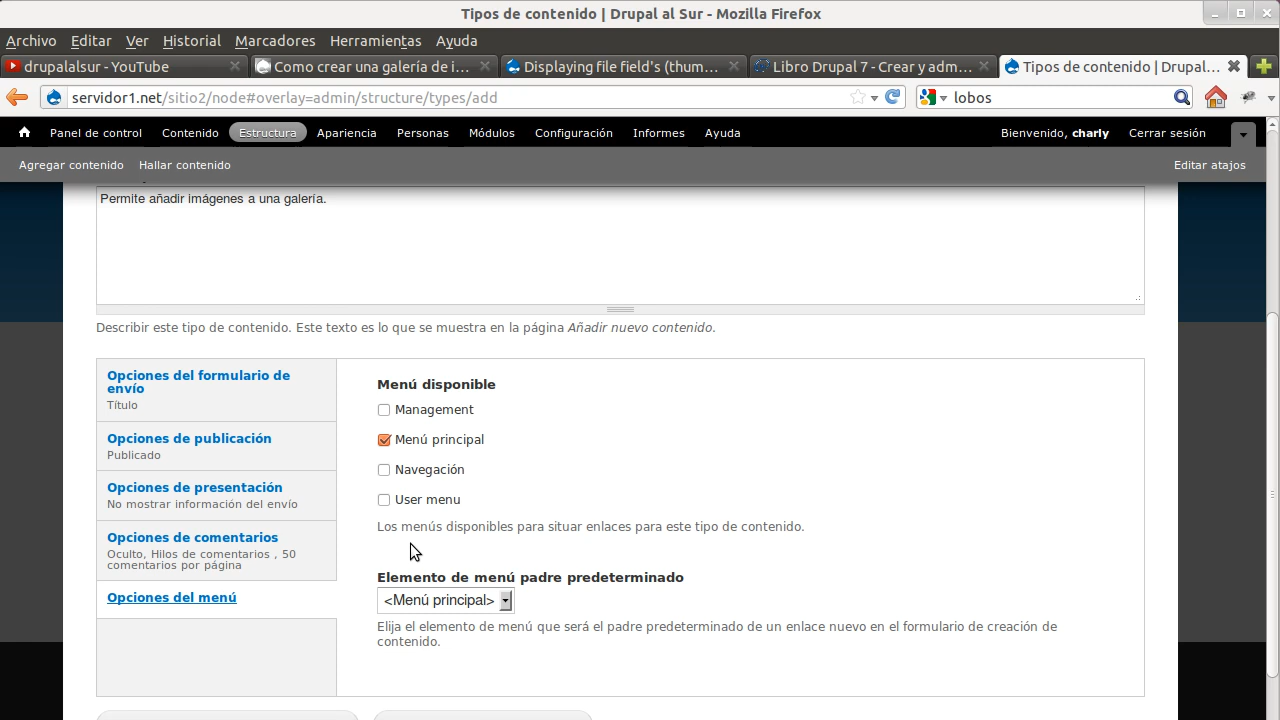 Tipos de contenido | Drupal al Sur - Mozilla Firefox
Archivo Editar Ver Historial Marcadores Herramientas Ayuda
drupalalsur - YouTube
Como crear una galería de i...
Displaying file field's (thum...
Libro Drupal 7 - Crear y adm...
Tipos de contenido | Drupal...
servidor1.net/sitio2/node#overlay=admin/structure/types/add
lobos
Panel de control Contenido Estructura Apariencia Personas Módulos Configuración Informes Ayuda Bienvenido, charly Cerrar sesión
Agregar contenido Hallar contenido Editar atajos
Permite añadir imágenes a una galería.
Describir este tipo de contenido. Este texto es lo que se muestra en la página Añadir nuevo contenido.
Opciones del formulario de
envío
Título
Opciones de publicación
Publicado
Opciones de presentación
No mostrar información del envío
Opciones de comentarios
Oculto, Hilos de comentarios , 50
comentarios por página
Opciones del menú
Menú disponible
Management
Menú principal
Navegación
User menu
Los menús disponibles para situar enlaces para este tipo de contenido.
Elemento de menú padre predeterminado
<Menú principal>
Elija el elemento de menú que será el padre predeterminado de un enlace nuevo en el formulario de creación de
contenido.